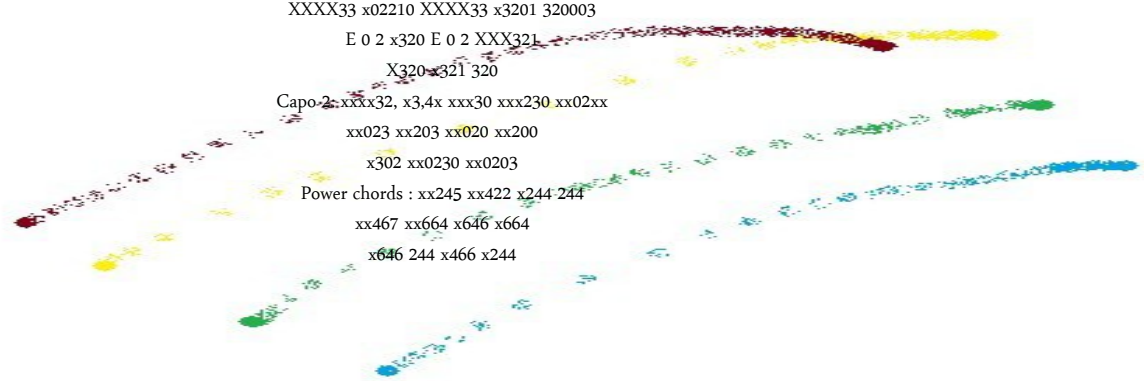 XXXX33 x02210 XXXX33 x3201 320003
E 0 2 x320 E 0 2 XXX321
X320 x321 320
Capo 2: xxxx32, x3,4x xxx30 xxx230 xx02xx
xx023 xx203 xx020 xx200
x302 xx0230 xx0203
Power chords : xx245 xx422 x244 244
xx467 xx664 x646 x664
x646 244 x466 x244